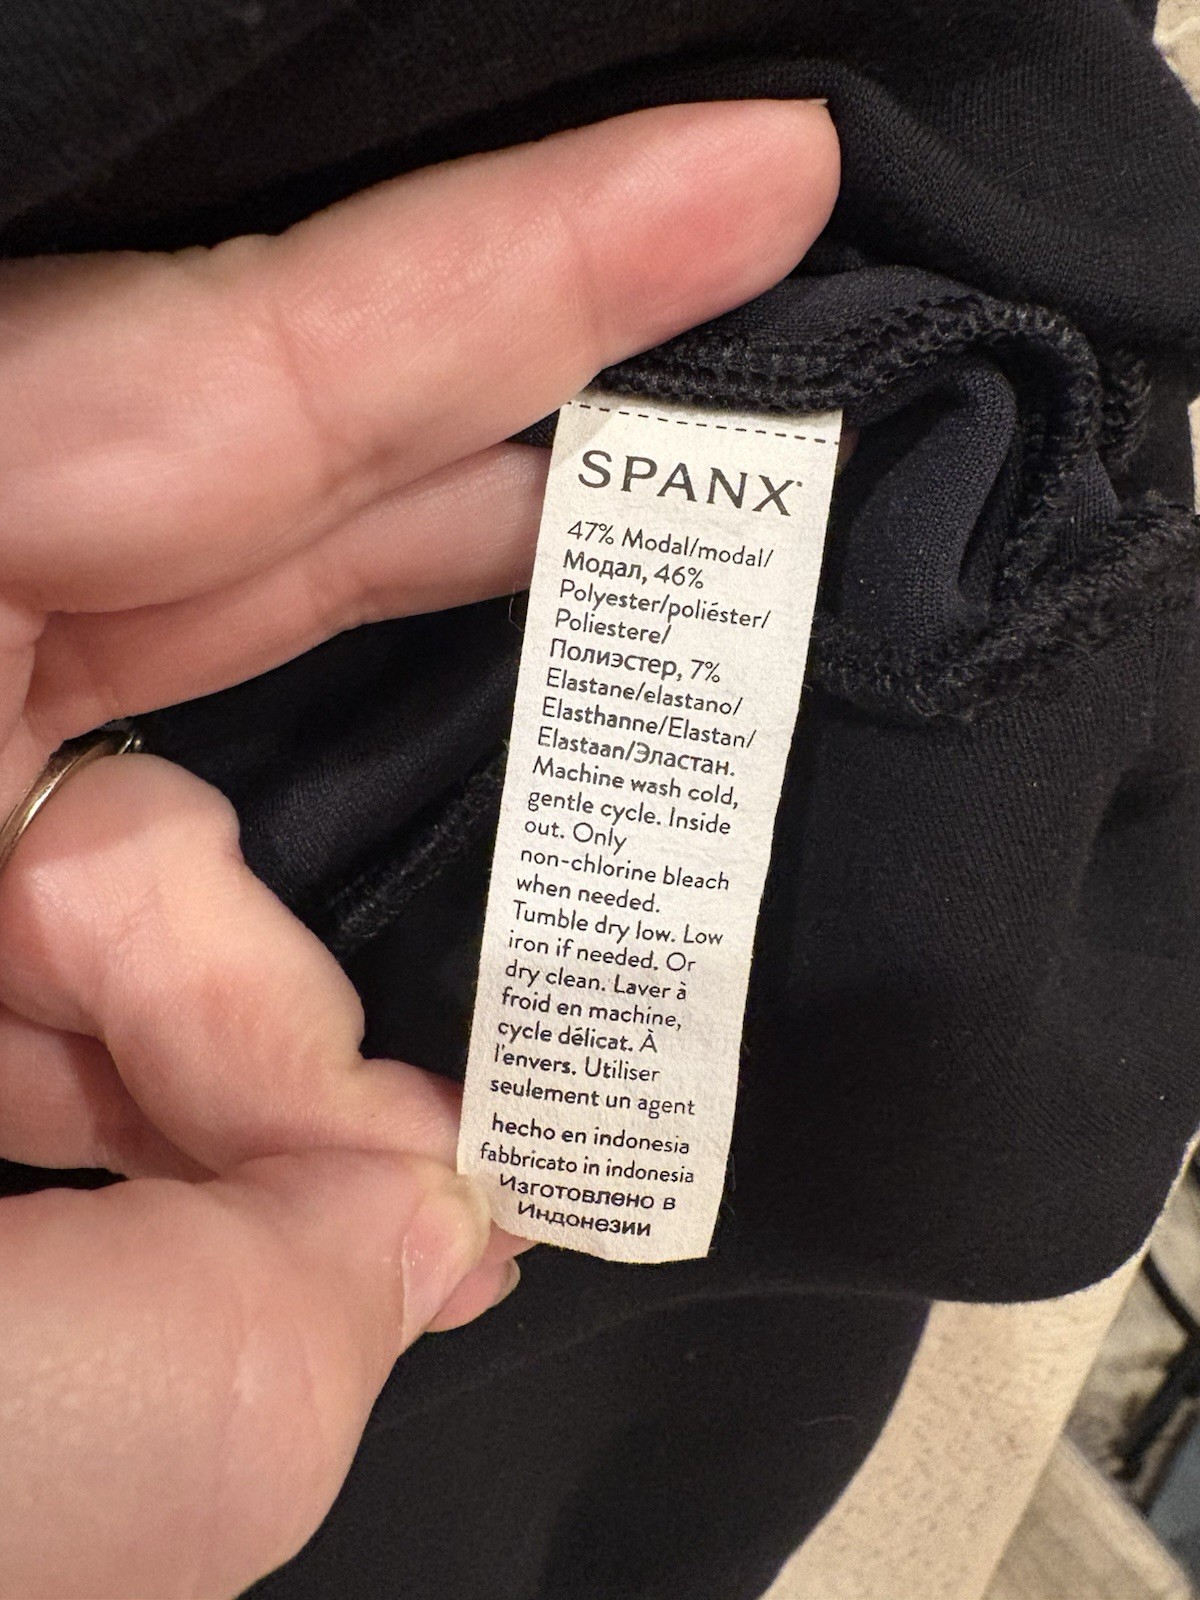 SPANX
47% Modal/modal/
Модал, 46%
Polyester/poliéster/
Poliestere/
Полиэстер, 7%
Elastane/elastano/
Elasthanne/Elastan/
Elastaan/Эластан.
Machine wash cold,
gentle cycle. Inside
out. Only
non-chlorine bleach
when needed.
Tumble dry low. Low
iron if needed. Or
dry clean. Laver à
froid en machine,
cycle délicat. À
l'envers. Utiliser
seulement un agent
hecho en indonesia
fabbricato in indonesia
Изготовлено в
Индонезии